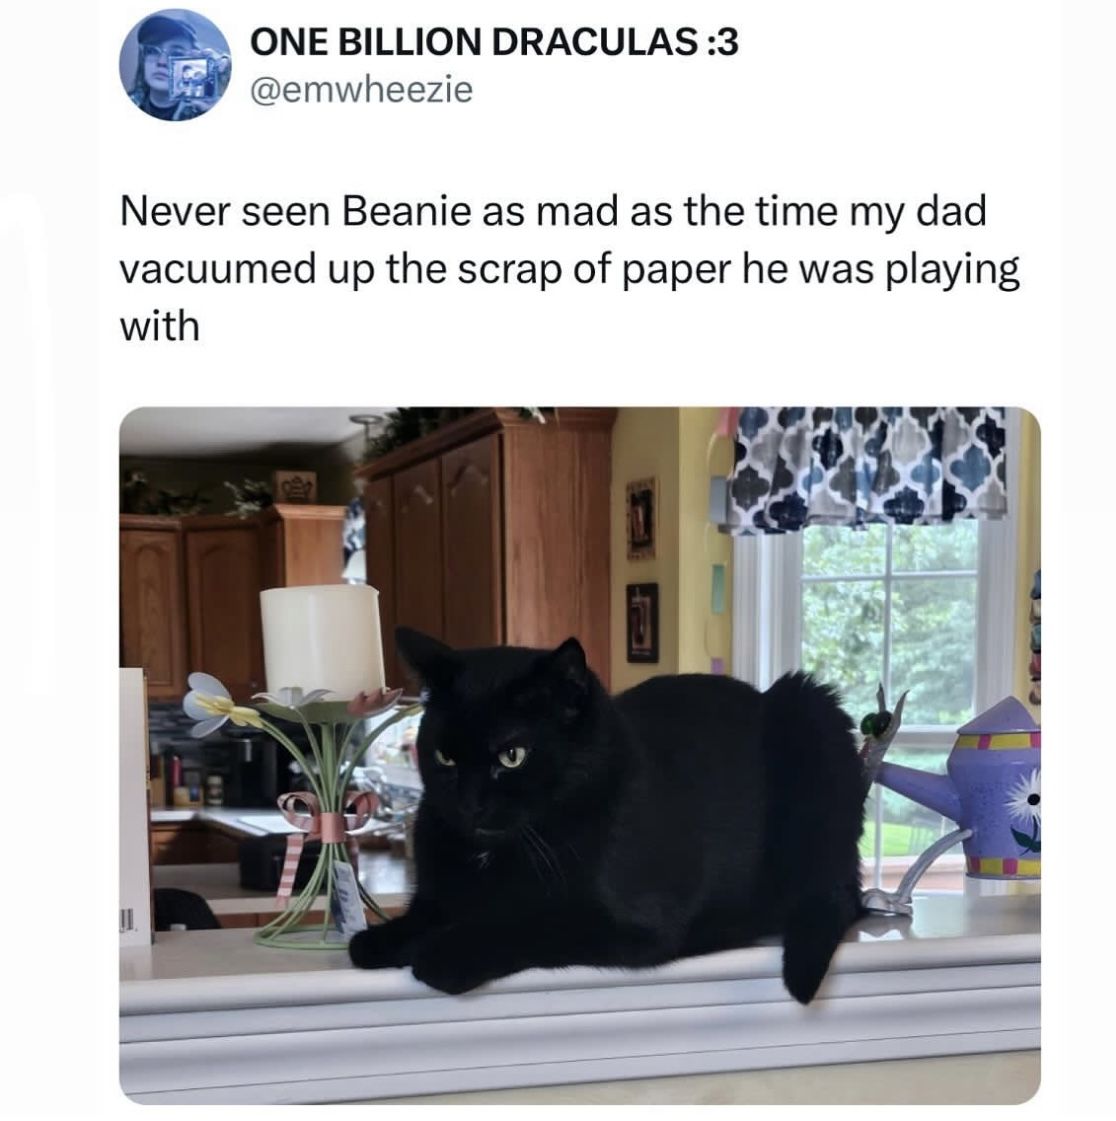 ONE BILLION DRACULAS :3
@emwheezie
Never seen Beanie as mad as the time my dad
vacuumed up the scrap of paper he was playing
with